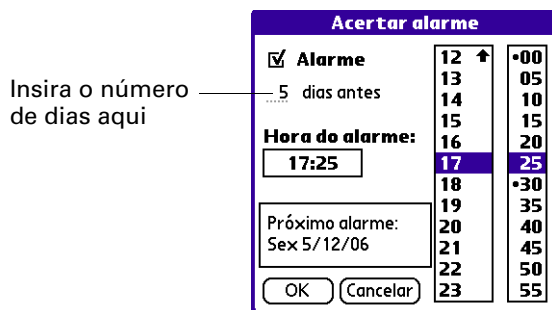 Acertar alarme
Alarme
5 dias antes
Insira o número
de dias aqui
Hora do alarme:
17:25
Próximo alarme:
Sex 5/12/06
OK Cancelar
12 •00
13 05
14 10
15 15
16 20
17 25
18 •30
19 35
20 40
21 45
22 50
23 55